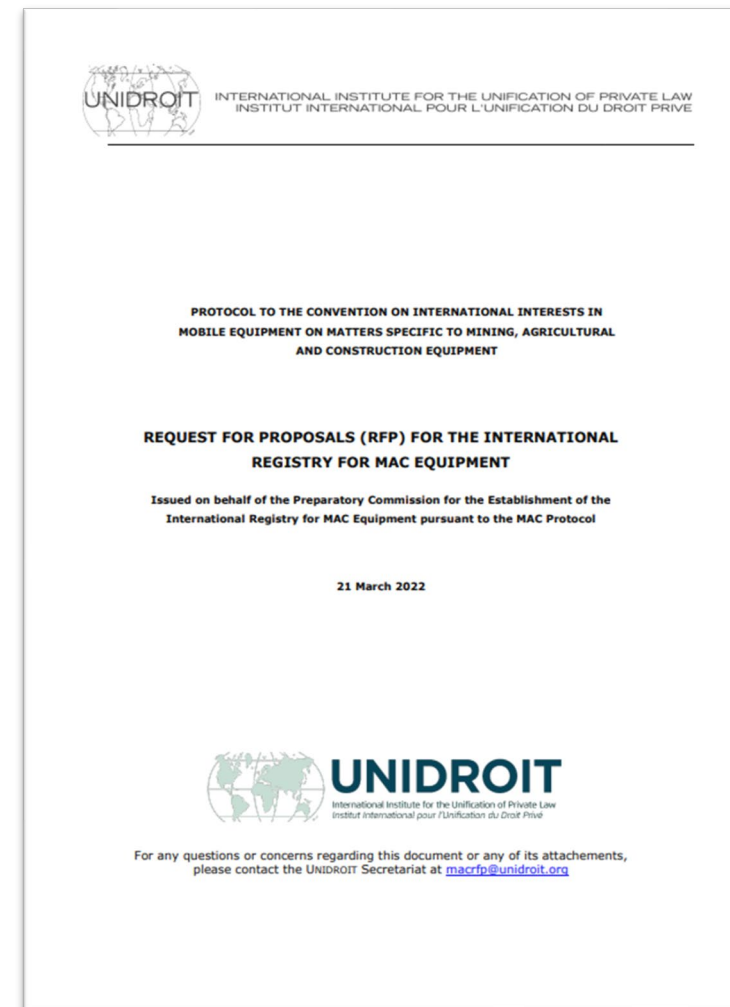 UNIDROIT
INTERNATIONAL INSTITUTE FOR THE UNIFICATION OF PRIVATE LAW
INSTITUT INTERNATIONAL POUR L'UNIFICATION DU DROIT PRIVE
PROTOCOL TO THE CONVENTION ON INTERNATIONAL INTERESTS IN
MOBILE EQUIPMENT ON MATTERS SPECIFIC TO MINING, AGRICULTURAL
AND CONSTRUCTION EQUIPMENT
REQUEST FOR PROPOSALS (RFP) FOR THE INTERNATIONAL
REGISTRY FOR MAC EQUIPMENT
Issued on behalf of the Preparatory Commission for the Establishment of the
International Registry for MAC Equipment pursuant to the MAC Protocol
21 March 2022
UNIDROIT
International Institute for the Unification of Private Law
Institut International pour l'Unification du Droit Privé
For any questions or concerns regarding this document or any of its attachements,
please contact the UNIDROIT Secretariat at macrfp@unidroit.org